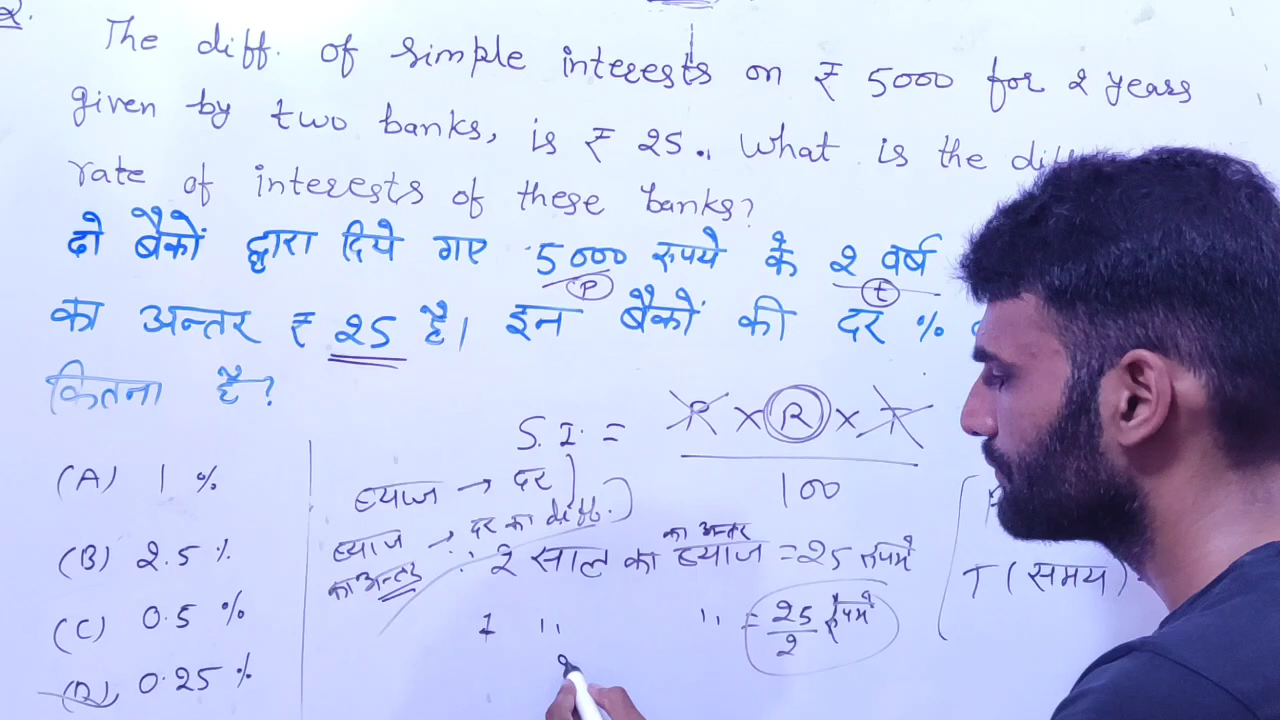 2.
The diff. of simple interests on ₹ 5000 for 2 years
given by two banks, is ₹ 25. What is the
rate of interests of these banks?
दो बैंकों द्वारा दिये गए 5000 रुपये के 2 वर्ष
(P) (t)
का अन्तर ₹ 25 है। इन बैंकों की दर %
कितना है?
(A) 1 %
(B) 2.5 %
(C) 0.5 %
(D) 0.25 %
S. I. = P × R × T
100
ब्याज → दर
ब्याज का अन्तर → दर का diff.
∴ 2 साल का ब्याज का अन्तर = 25 रुपये
1 ,, ,, = 25/2 रुपये
T (समय)